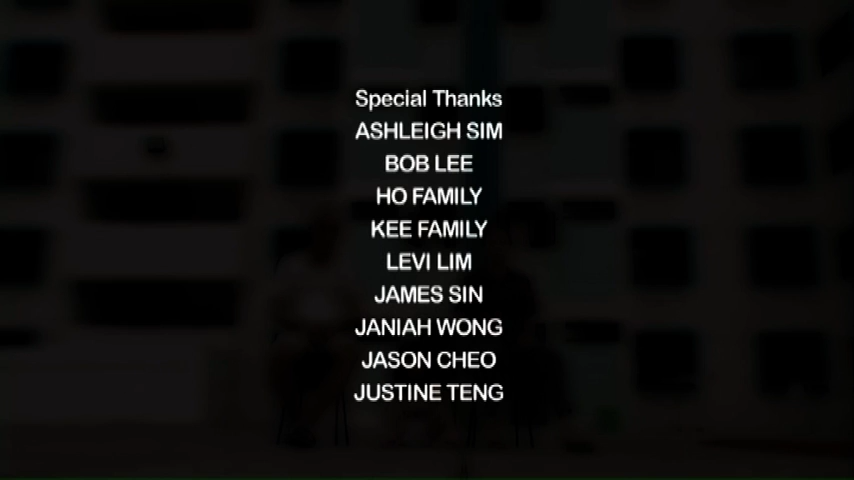 Special Thanks
ASHLEIGH SIM
BOB LEE
HO FAMILY
KEE FAMILY
LEVI LIM
JAMES SIN
JANIAH WONG
JASON CHEO
JUSTINE TENG